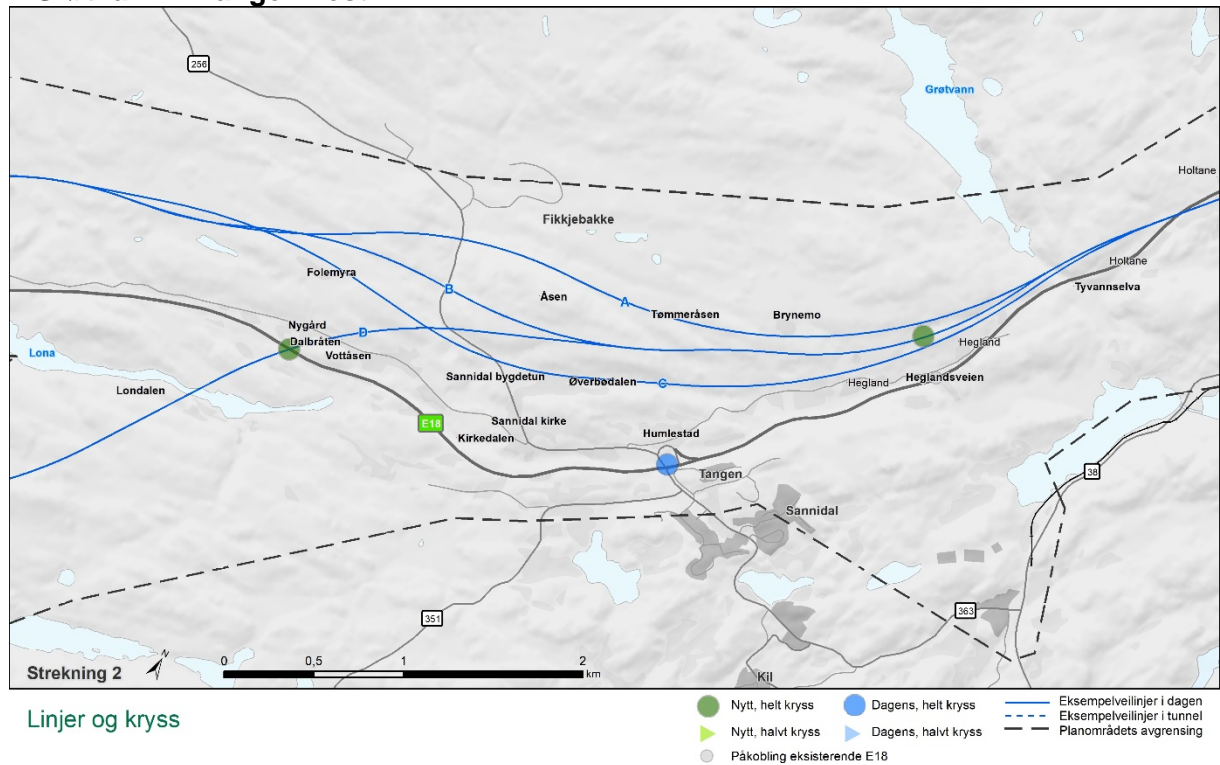 256
Grøtvann
Holtane
Fikkjebakke
Holtane
Folemyra
Tyvannselva
B
Åsen
A
Tømmeråsen
Brynemo
Nygård
D
Dalbråten
Hegland
Lona
Vottåsen
Londalen
Sannidal bygdetun
Øverbødalen
C
Hegland
Heglandsveien
E18
Sannidal kirke
Kirkedalen
Humlestad
Tangen
38
Sannidal
351
363
Strekning 2
N
0
0,5
1
2
km
Kil
Linjer og kryss
Nytt, helt kryss
Dagens, helt kryss
Eksempelveilinjer i dagen
Eksempelveilinjer i tunnel
Nytt, halvt kryss
Dagens, halvt kryss
Planområdets avgrensing
Påkobling eksisterende E18